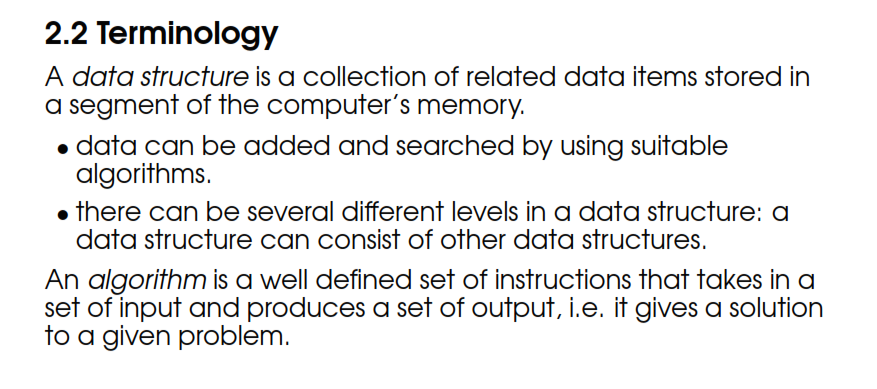 2.2 Terminology
A data structure is a collection of related data items stored in
a segment of the computer's memory.
• data can be added and searched by using suitable
algorithms.
• there can be several different levels in a data structure: a
data structure can consist of other data structures.
An algorithm is a well defined set of instructions that takes in a
set of input and produces a set of output, i.e. it gives a solution
to a given problem.